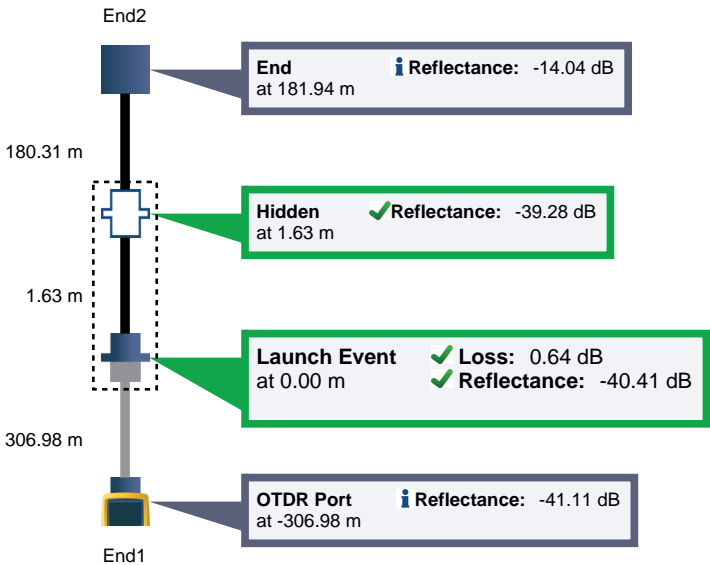 End2
End Reflectance: -14.04 dB
at 181.94 m
180.31 m
Hidden Reflectance: -39.28 dB
at 1.63 m
1.63 m
Launch Event Loss: 0.64 dB
at 0.00 m Reflectance: -40.41 dB
306.98 m
OTDR Port Reflectance: -41.11 dB
at -306.98 m
End1